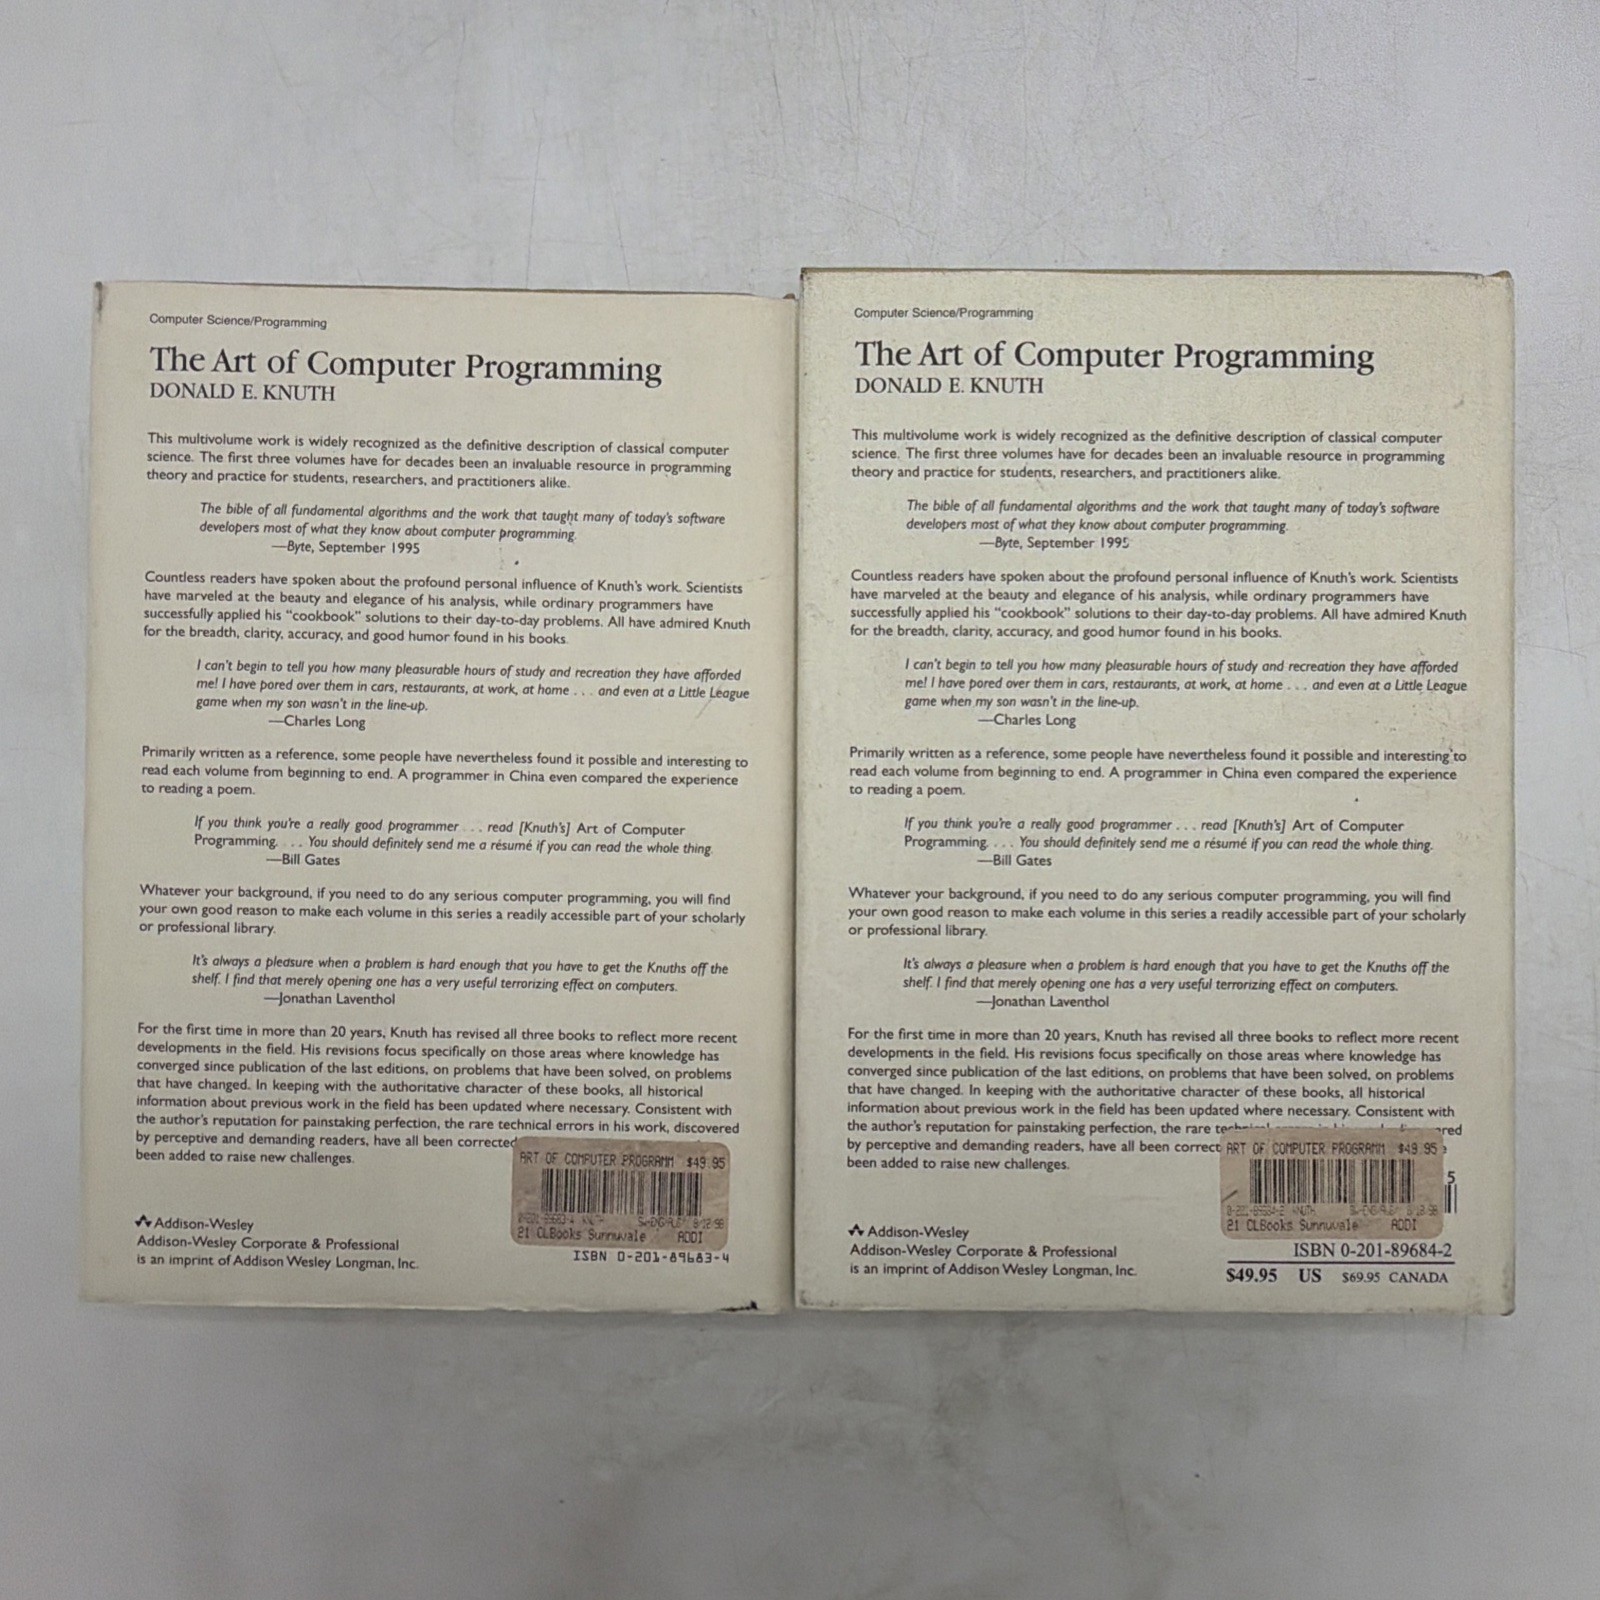 Computer Science/Programming
The Art of Computer Programming
DONALD E. KNUTH
This multivolume work is widely recognized as the definitive description of classical computer
science. The first three volumes have for decades been an invaluable resource in programming
theory and practice for students, researchers, and practitioners alike.
The bible of all fundamental algorithms and the work that taught many of today's software
developers most of what they know about computer programming.
—Byte, September 1995
Countless readers have spoken about the profound personal influence of Knuth's work. Scientists
have marveled at the beauty and elegance of his analysis, while ordinary programmers have
successfully applied his "cookbook" solutions to their day-to-day problems. All have admired Knuth
for the breadth, clarity, accuracy, and good humor found in his books.
I can't begin to tell you how many pleasurable hours of study and recreation they have afforded
me! I have pored over them in cars, restaurants, at work, at home . . . and even at a Little League
game when my son wasn't in the line-up.
—Charles Long
Primarily written as a reference, some people have nevertheless found it possible and interesting to
read each volume from beginning to end. A programmer in China even compared the experience
to reading a poem.
If you think you're a really good programmer . . . read [Knuth's] Art of Computer
Programming. . . . You should definitely send me a résumé if you can read the whole thing.
—Bill Gates
Whatever your background, if you need to do any serious computer programming, you will find
your own good reason to make each volume in this series a readily accessible part of your scholarly
or professional library.
It's always a pleasure when a problem is hard enough that you have to get the Knuths off the
shelf. I find that merely opening one has a very useful terrorizing effect on computers.
—Jonathan Laventhol
For the first time in more than 20 years, Knuth has revised all three books to reflect more recent
developments in the field. His revisions focus specifically on those areas where knowledge has
converged since publication of the last editions, on problems that have been solved, on problems
that have changed. In keeping with the authoritative character of these books, all historical
information about previous work in the field has been updated where necessary. Consistent with
the author's reputation for painstaking perfection, the rare technical errors in his work, discovered
by perceptive and demanding readers, have all been corrected
been added to raise new challenges.
ART OF COMPUTER PROGRAMM $49.95
21 CLBooks Sunnyvale ADDI
ISBN 0-201-89683-4
Addison-Wesley
Addison-Wesley Corporate & Professional
is an imprint of Addison Wesley Longman, Inc.
Computer Science/Programming
The Art of Computer Programming
DONALD E. KNUTH
This multivolume work is widely recognized as the definitive description of classical computer
science. The first three volumes have for decades been an invaluable resource in programming
theory and practice for students, researchers, and practitioners alike.
The bible of all fundamental algorithms and the work that taught many of today's software
developers most of what they know about computer programming.
—Byte, September 1995
Countless readers have spoken about the profound personal influence of Knuth's work. Scientists
have marveled at the beauty and elegance of his analysis, while ordinary programmers have
successfully applied his "cookbook" solutions to their day-to-day problems. All have admired Knuth
for the breadth, clarity, accuracy, and good humor found in his books.
I can't begin to tell you how many pleasurable hours of study and recreation they have afforded
me! I have pored over them in cars, restaurants, at work, at home . . . and even at a Little League
game when my son wasn't in the line-up.
—Charles Long
Primarily written as a reference, some people have nevertheless found it possible and interesting to
read each volume from beginning to end. A programmer in China even compared the experience
to reading a poem.
If you think you're a really good programmer . . . read [Knuth's] Art of Computer
Programming. . . . You should definitely send me a résumé if you can read the whole thing.
—Bill Gates
Whatever your background, if you need to do any serious computer programming, you will find
your own good reason to make each volume in this series a readily accessible part of your scholarly
or professional library.
It's always a pleasure when a problem is hard enough that you have to get the Knuths off the
shelf. I find that merely opening one has a very useful terrorizing effect on computers.
—Jonathan Laventhol
For the first time in more than 20 years, Knuth has revised all three books to reflect more recent
developments in the field. His revisions focus specifically on those areas where knowledge has
converged since publication of the last editions, on problems that have been solved, on problems
that have changed. In keeping with the authoritative character of these books, all historical
information about previous work in the field has been updated where necessary. Consistent with
the author's reputation for painstaking perfection, the rare
by perceptive and demanding readers, have all been correct
been added to raise new challenges.
ART OF COMPUTER PROGRAMM $49.95
5
21 CLBooks Sunnyvale ADDI
ISBN 0-201-89684-2
$49.95 US $69.95 CANADA
Addison-Wesley
Addison-Wesley Corporate & Professional
is an imprint of Addison Wesley Longman, Inc.